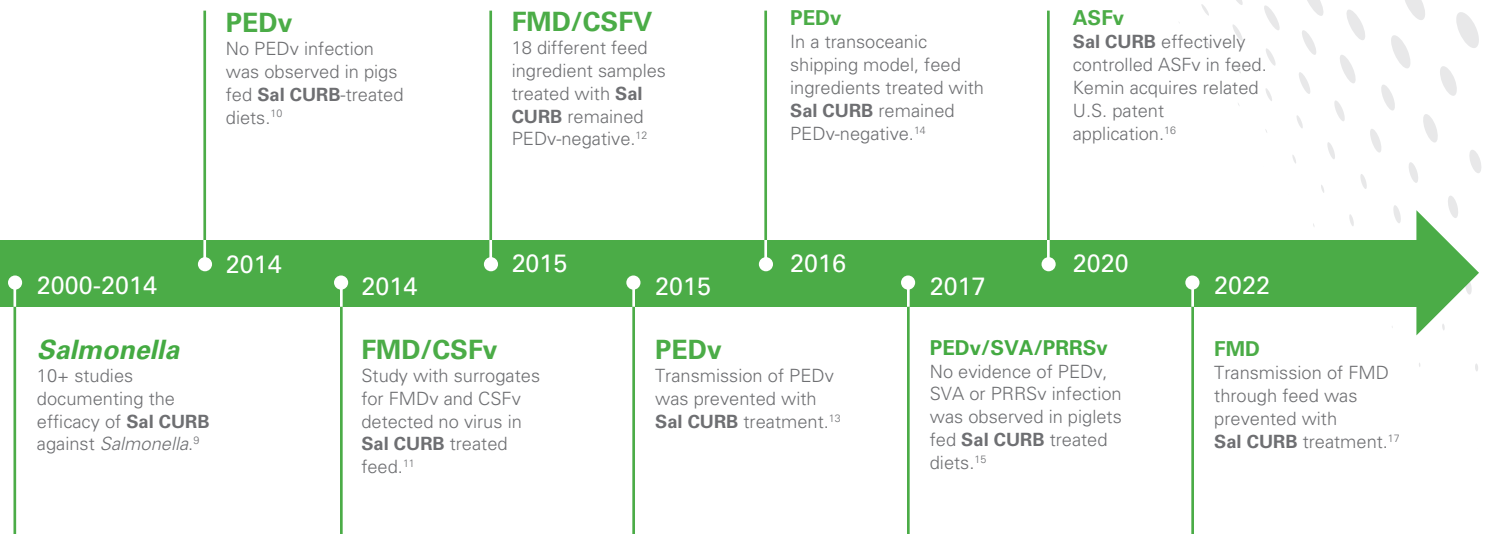 PEDv
No PEDv infection
was observed in pigs
fed Sal CURB-treated
diets.10
FMD/CSFV
18 different feed
ingredient samples
treated with Sal
CURB remained
PEDv-negative.12
PEDv
In a transoceanic
shipping model, feed
ingredients treated with
Sal CURB remained
PEDv-negative.14
ASFv
Sal CURB effectively
controlled ASFv in feed.
Kemin acquires related
U.S. patent
application.16
2000-2014
2014
2014
2015
2015
2016
2017
2020
2022
Salmonella
10+ studies
documenting the
efficacy of Sal CURB
against Salmonella.9
FMD/CSFv
Study with surrogates
for FMDv and CSFv
detected no virus in
Sal CURB treated
feed.11
PEDv
Transmission of PEDv
was prevented with
Sal CURB treatment.13
PEDv/SVA/PRRSv
No evidence of PEDv,
SVA or PRRSv infection
was observed in piglets
fed Sal CURB treated
diets.15
FMD
Transmission of FMD
through feed was
prevented with
Sal CURB treatment.17